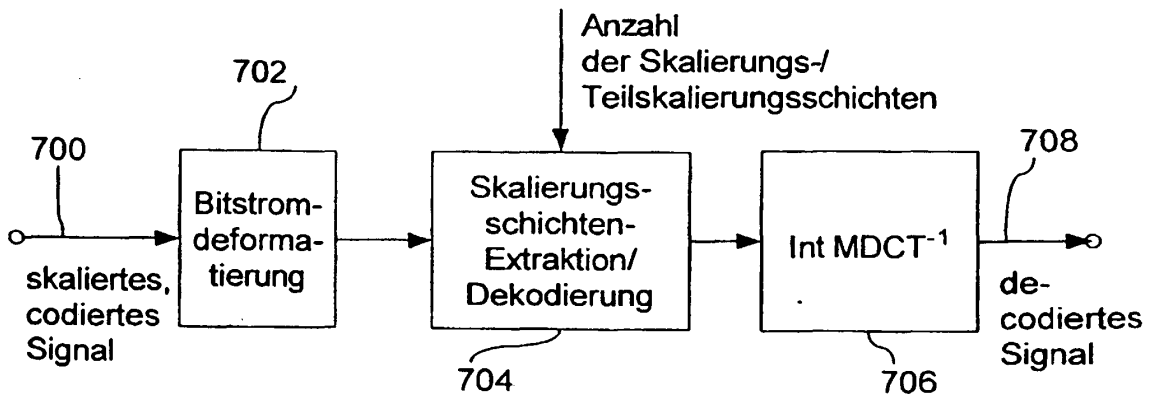 Anzahl
der Skalierungs-/
Teilskalierungsschichten
702
700
708
Bitstrom-
deforma-
tierung
Skalierungs-
schichten-
Extraktion/
Dekodierung
Int MDCT⁻¹
skaliertes,
codiertes
Signal
de-
codiertes
Signal
704
706